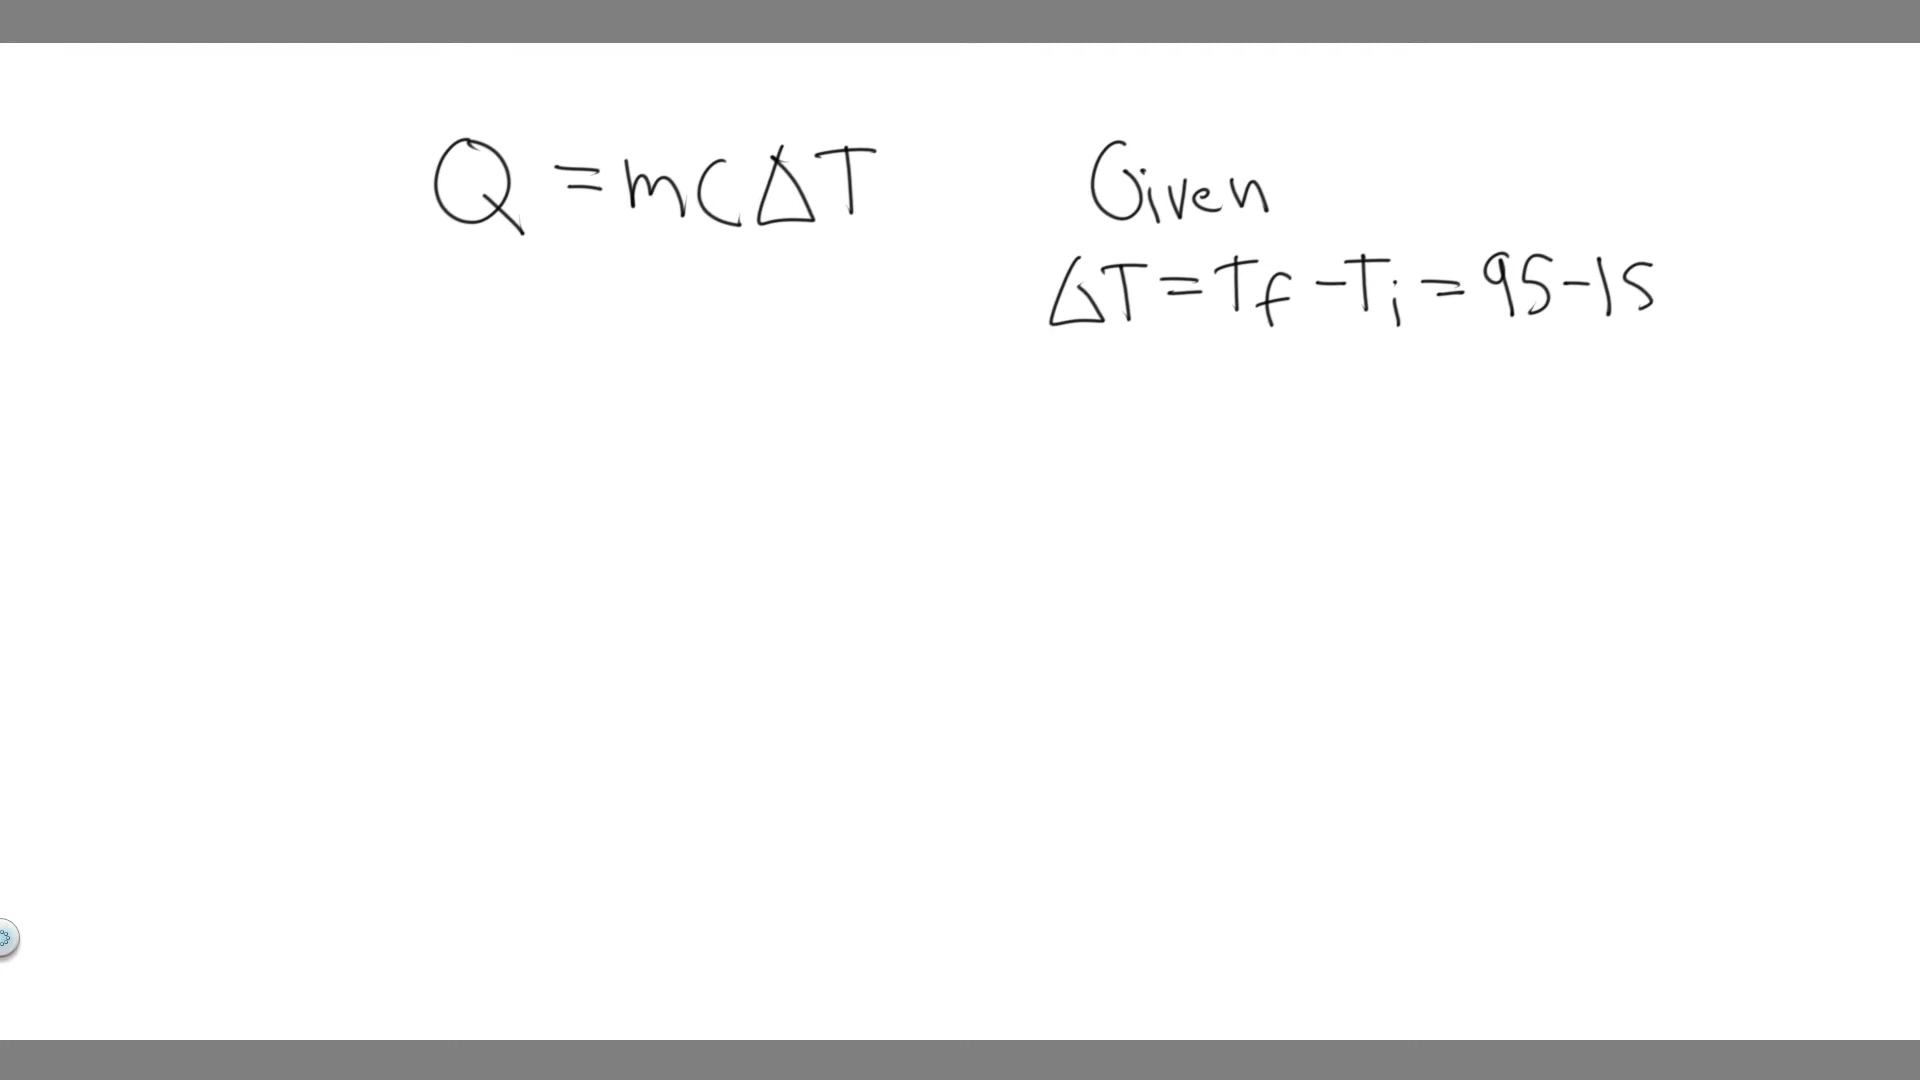 Q = mCΔT
Given
ΔT = Tf - Ti = 95 - 15